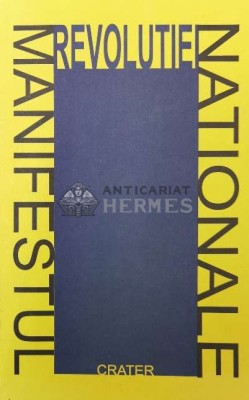 MANIFESTUL
REVOLUTIEI
NATIONALE
ANTICARIAT
HERMES
CRATER